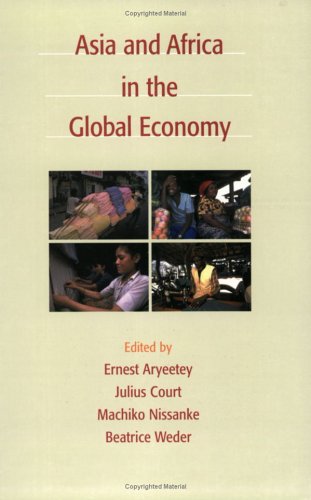 Copyrighted Material
Asia and Africa
in the
Global Economy
Edited by
Ernest Aryeetey
Julius Court
Machiko Nissanke
Beatrice Weder
Copyrighted Material